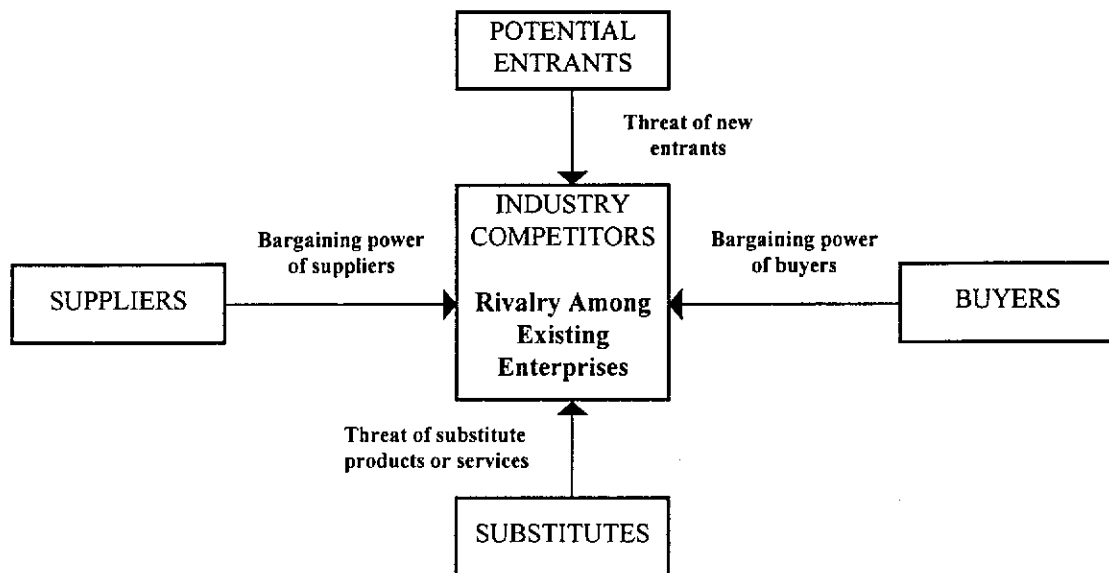 POTENTIAL
ENTRANTS
Threat of new
entrants
INDUSTRY
COMPETITORS
Rivalry Among
Existing
Enterprises
Bargaining power
of suppliers
SUPPLIERS
Bargaining power
of buyers
BUYERS
Threat of substitute
products or services
SUBSTITUTES